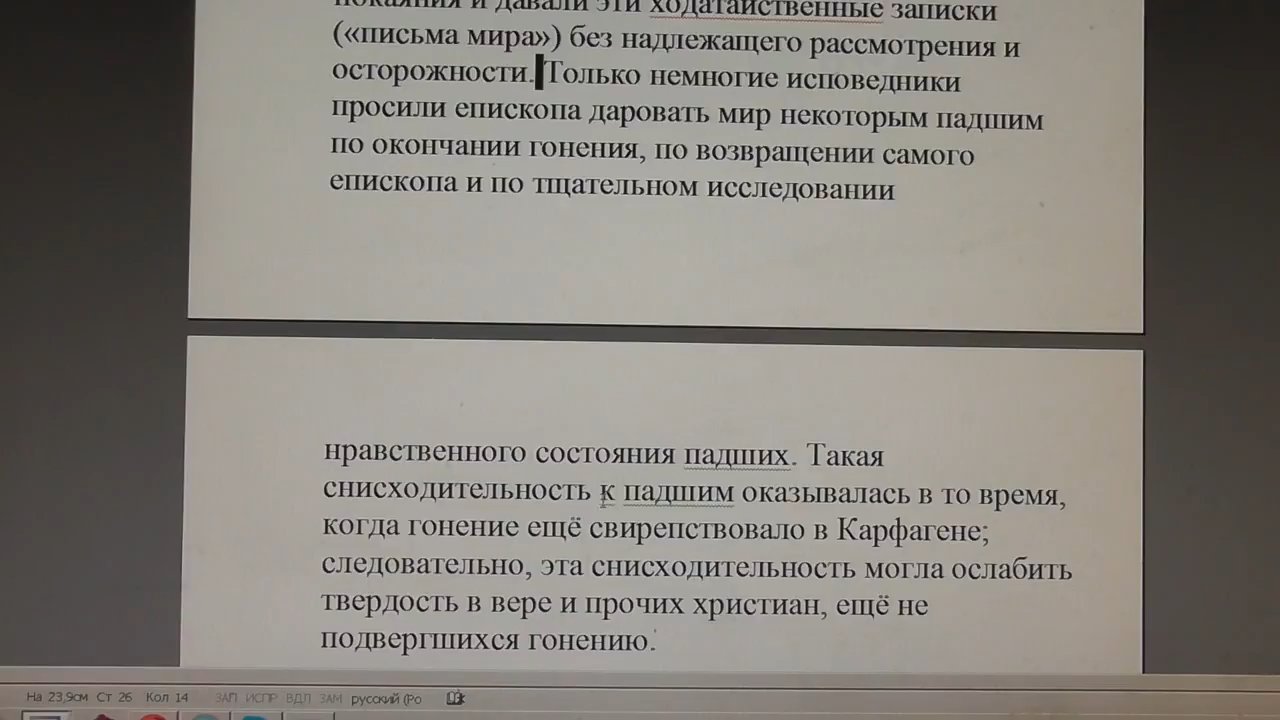 покаяния и давали эти ходатайственные записки
(«письма мира») без надлежащего рассмотрения и
осторожности. Только немногие исповедники
просили епископа даровать мир некоторым падшим
по окончании гонения, по возвращении самого
епископа и по тщательном исследовании
нравственного состояния падших. Такая
снисходительность к падшим оказывалась в то время,
когда гонение ещё свирепствовало в Карфагене;
следовательно, эта снисходительность могла ослабить
твердость в вере и прочих христиан, ещё не
подвергшихся гонению.
На 23,9см Ст 26 Кол 14 ЗАП ИСПР ВДЛ ЗАМ русский (Ро